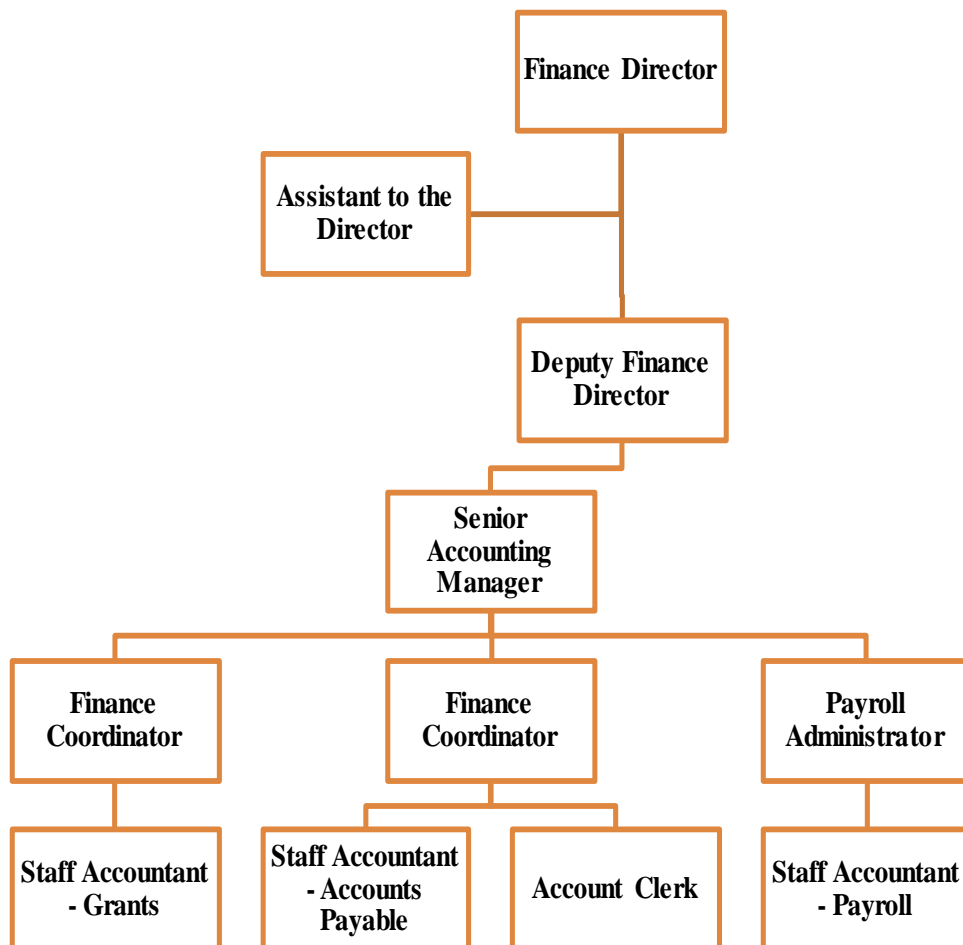 Finance Director
Assistant to the
Director
Deputy Finance
Director
Senior
Accounting
Manager
Finance
Coordinator
Finance
Coordinator
Payroll
Administrator
Staff Accountant
- Grants
Staff Accountant
- Accounts
Payable
Account Clerk
Staff Accountant
- Payroll